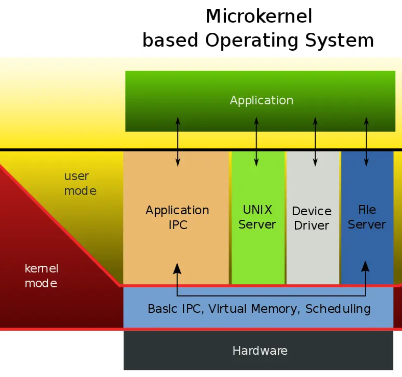 Microkernel
based Operating System
Application
user
mode
Application
IPC
UNIX
Server
Device
Driver
File
Server
kernel
mode
Basic IPC, Virtual Memory, Scheduling
Hardware